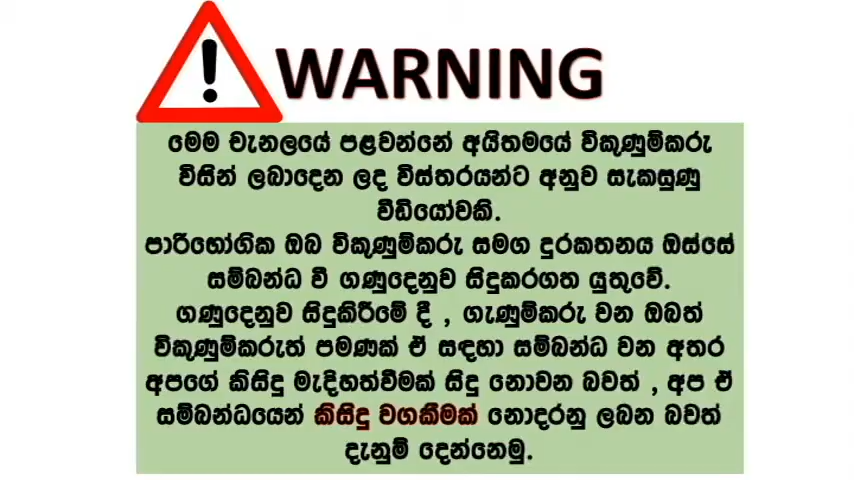 WARNING
මෙම චැනලයේ පළවන්නේ අයිතමයේ විකුණුම්කරු
විසින් ලබාදෙන ලද විස්තරයන්ට අනුව සැකසුණු
වීඩියෝවකි.
පාරිභෝගික ඔබ විකුණුම්කරු සමග දුරකතනය ඔස්සේ
සම්බන්ධ වී ගණුදෙනුව සිදුකරගත යුතුවේ.
ගණුදෙනුව සිදුකිරීමේ දී , ගැණුම්කරු වන ඔබත්
විකුණුම්කරුත් පමණක් ඒ සඳහා සම්බන්ධ වන අතර
අපගේ කිසිදු මැදිහත්වීමක් සිදු නොවන බවත් , අප ඒ
සම්බන්ධයෙන් කිසිදු වගකීමක් නොදරනු ලබන බවත්
දැනුම් දෙන්නෙමු.